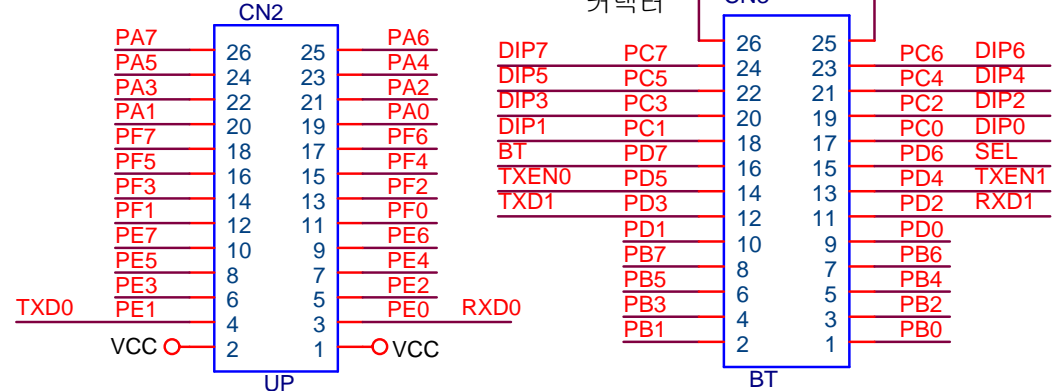 CN2
PA7 26 25 PA6
PA5 24 23 PA4
PA3 22 21 PA2
PA1 20 19 PA0
PF7 18 17 PF6
PF5 16 15 PF4
PF3 14 13 PF2
PF1 12 11 PF0
PE7 10 9 PE6
PE5 8 7 PE4
PE3 6 5 PE2
TXD0 PE1 4 3 PE0 RXD0
VCC 2 1 VCC
UP
26 25
DIP7 PC7 24 23 PC6 DIP6
DIP5 PC5 22 21 PC4 DIP4
DIP3 PC3 20 19 PC2 DIP2
DIP1 PC1 18 17 PC0 DIP0
BT PD7 16 15 PD6 SEL
TXEN0 PD5 14 13 PD4 TXEN1
TXD1 PD3 12 11 PD2 RXD1
PD1 10 9 PD0
PB7 8 7 PB6
PB5 6 5 PB4
PB3 4 3 PB2
PB1 2 1 PB0
BT